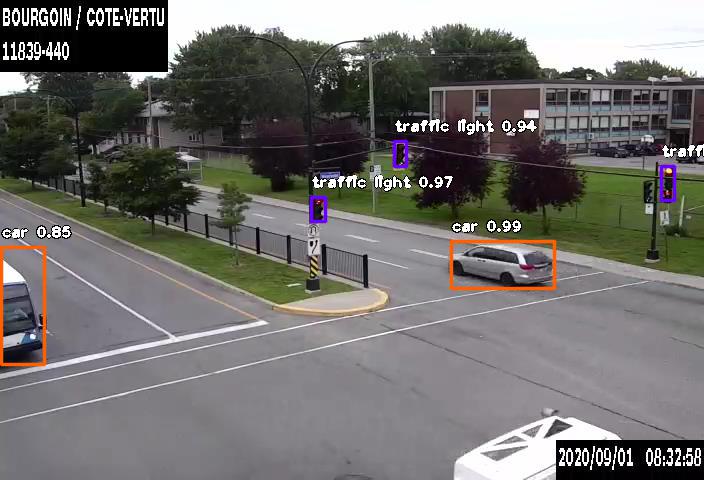 BOURGOIN / COTE-VERTU
11839-440
traffic light 0.94
traffi
traffic light 0.97
car 0.99
car 0.85
2020/09/01 08:32:58